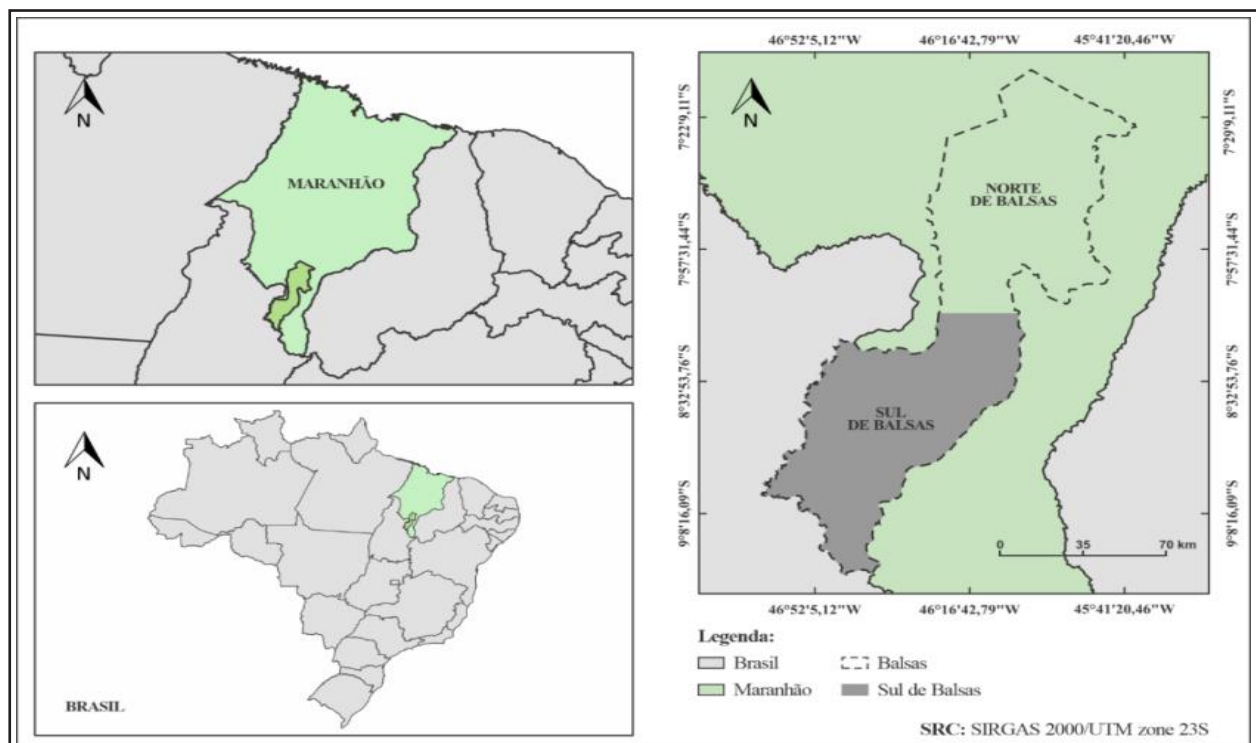 N
MARANHÃO
N
BRASIL
46°52'5,12"W
46°16'42,79"W
45°41'20,46"W
N
7°22'9,11"S
7°57'31,44"S
8°32'53,76"S
9°8'16,09"S
NORTE
DE BALSAS
SUL
DE BALSAS
7°29'9,11"S
7°57'31,44"S
8°32'53,76"S
9°8'16,09"S
0 35 70 km
46°52'5,12"W
46°16'42,79"W
45°41'20,46"W
Legenda:
Brasil
Balsas
Maranhão
Sul de Balsas
SRC: SIRGAS 2000/UTM zone 23S